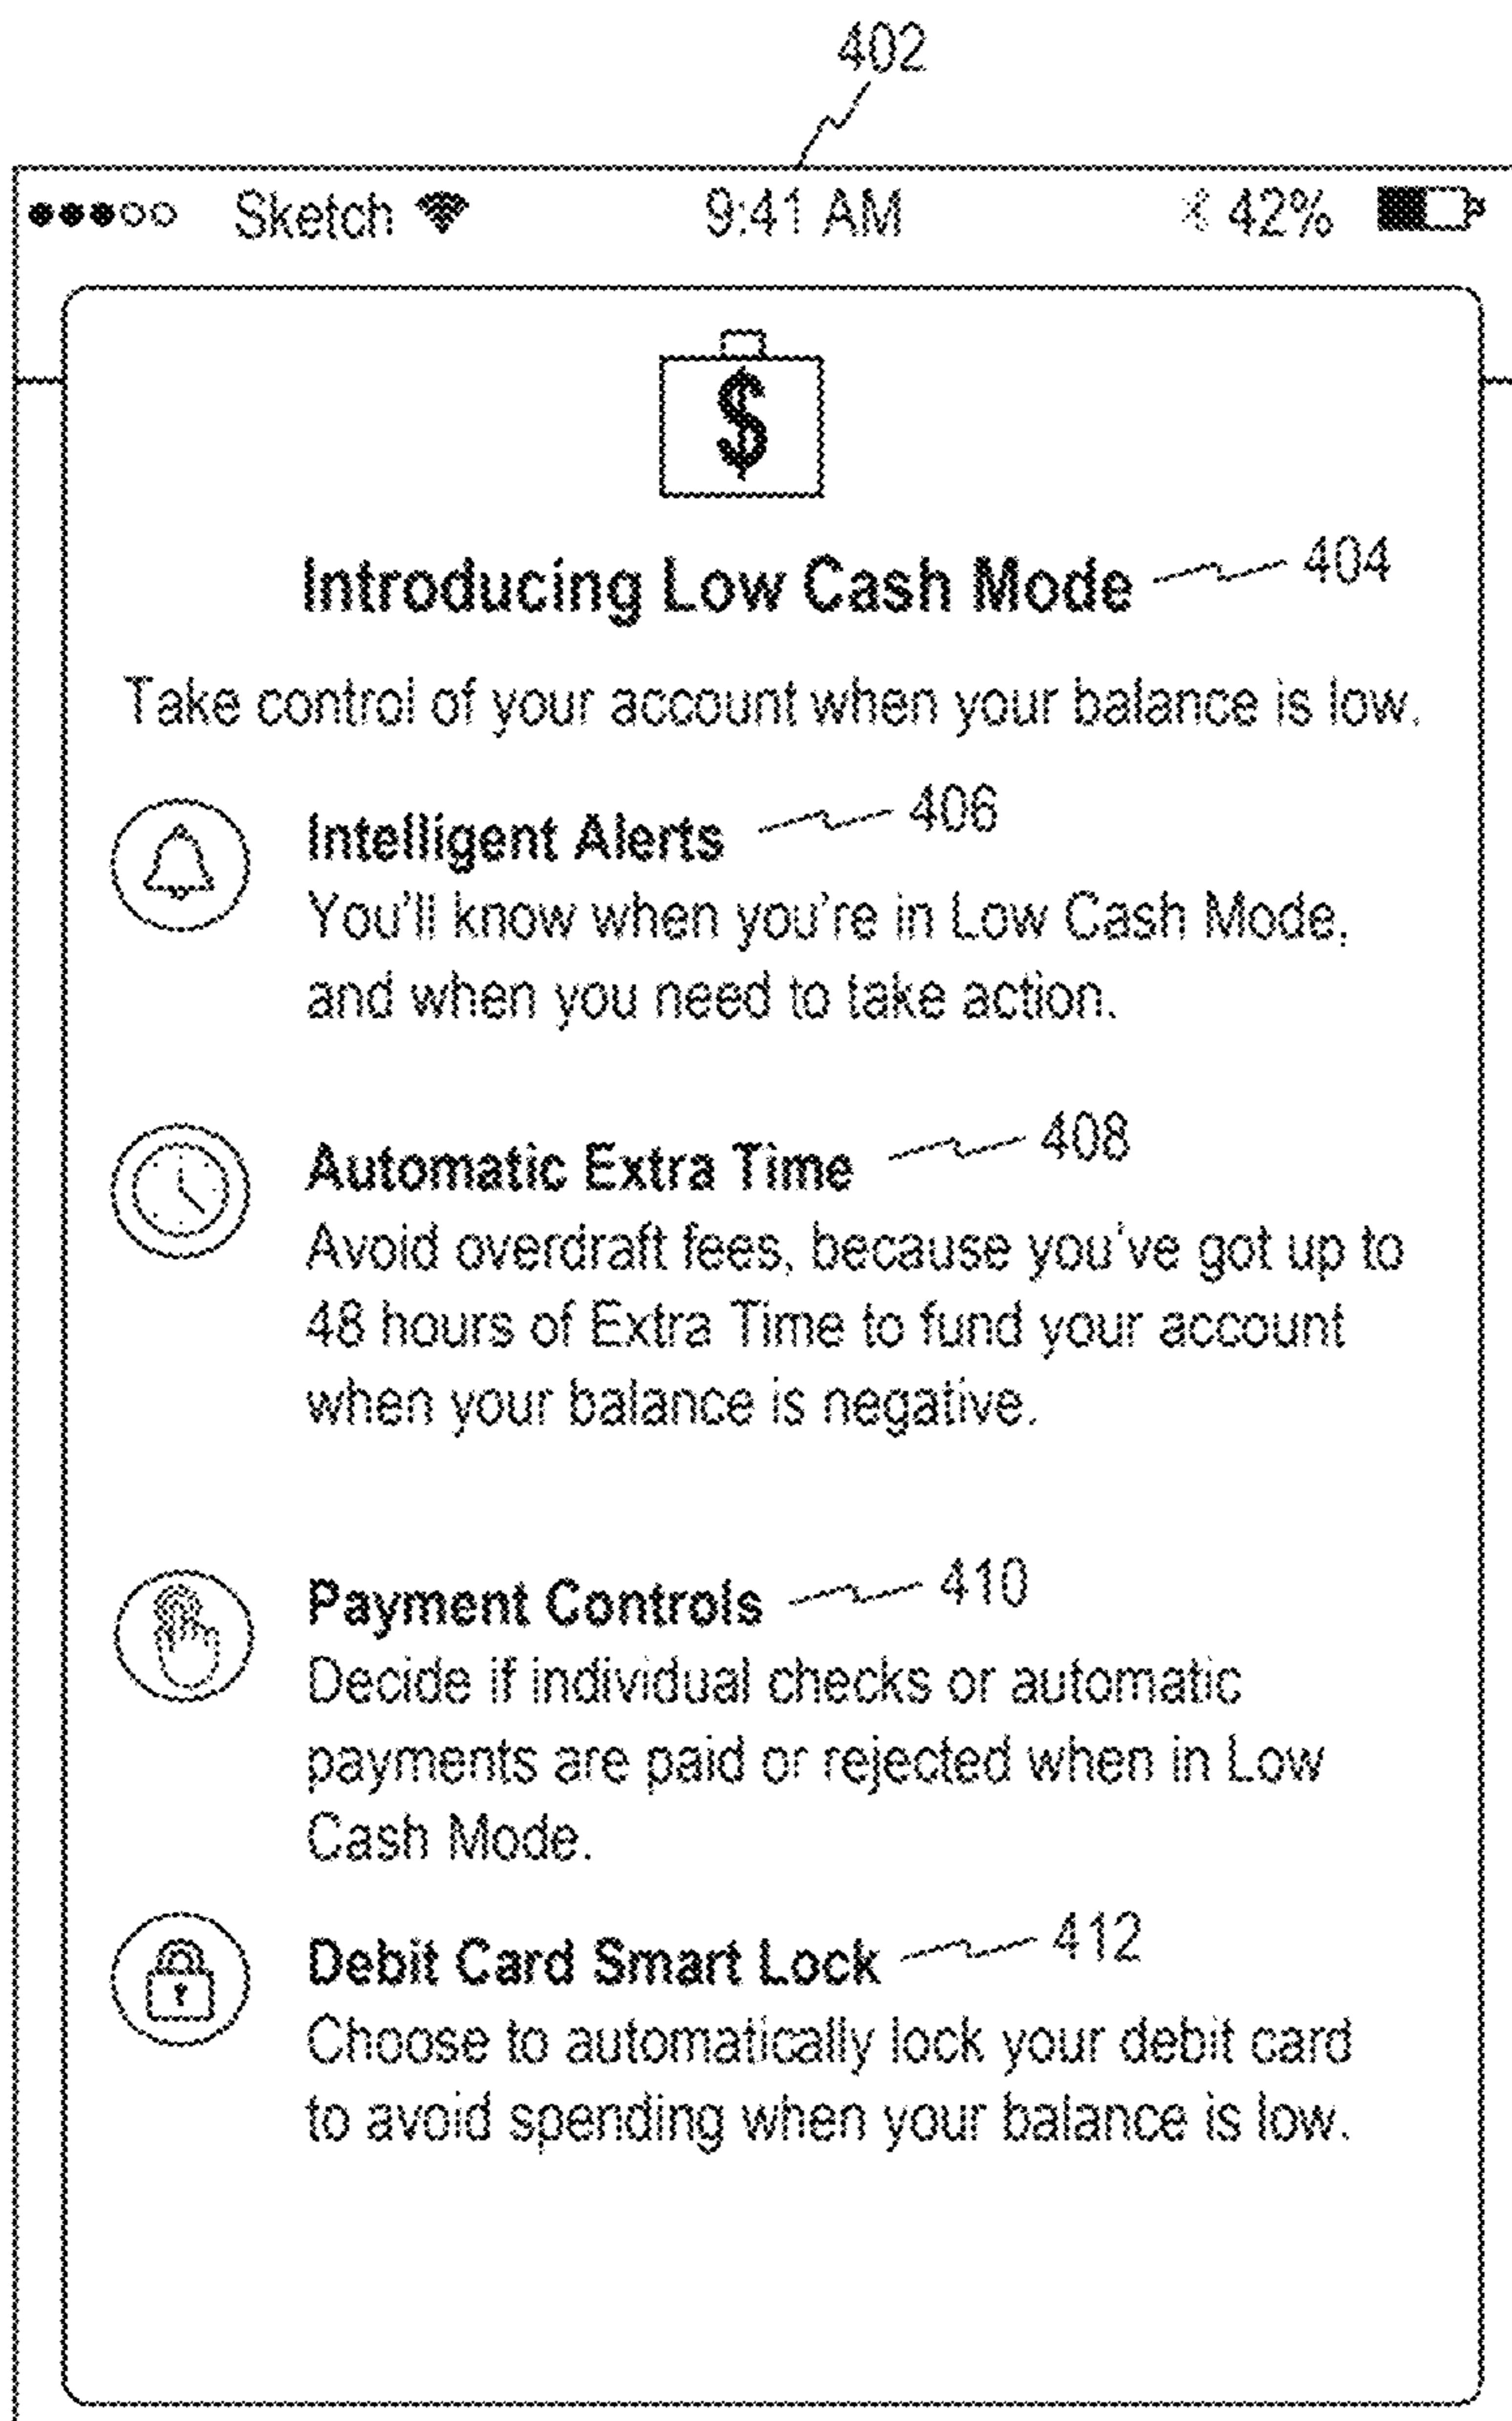 402
Sketch 9:41 AM 42%
$
Introducing Low Cash Mode 404
Take control of your account when your balance is low.
Intelligent Alerts 406
You'll know when you're in Low Cash Mode,
and when you need to take action.
Automatic Extra Time 408
Avoid overdraft fees, because you've got up to
48 hours of Extra Time to fund your account
when your balance is negative.
Payment Controls 410
Decide if individual checks or automatic
payments are paid or rejected when in Low
Cash Mode.
Debit Card Smart Lock 412
Choose to automatically lock your debit card
to avoid spending when your balance is low.